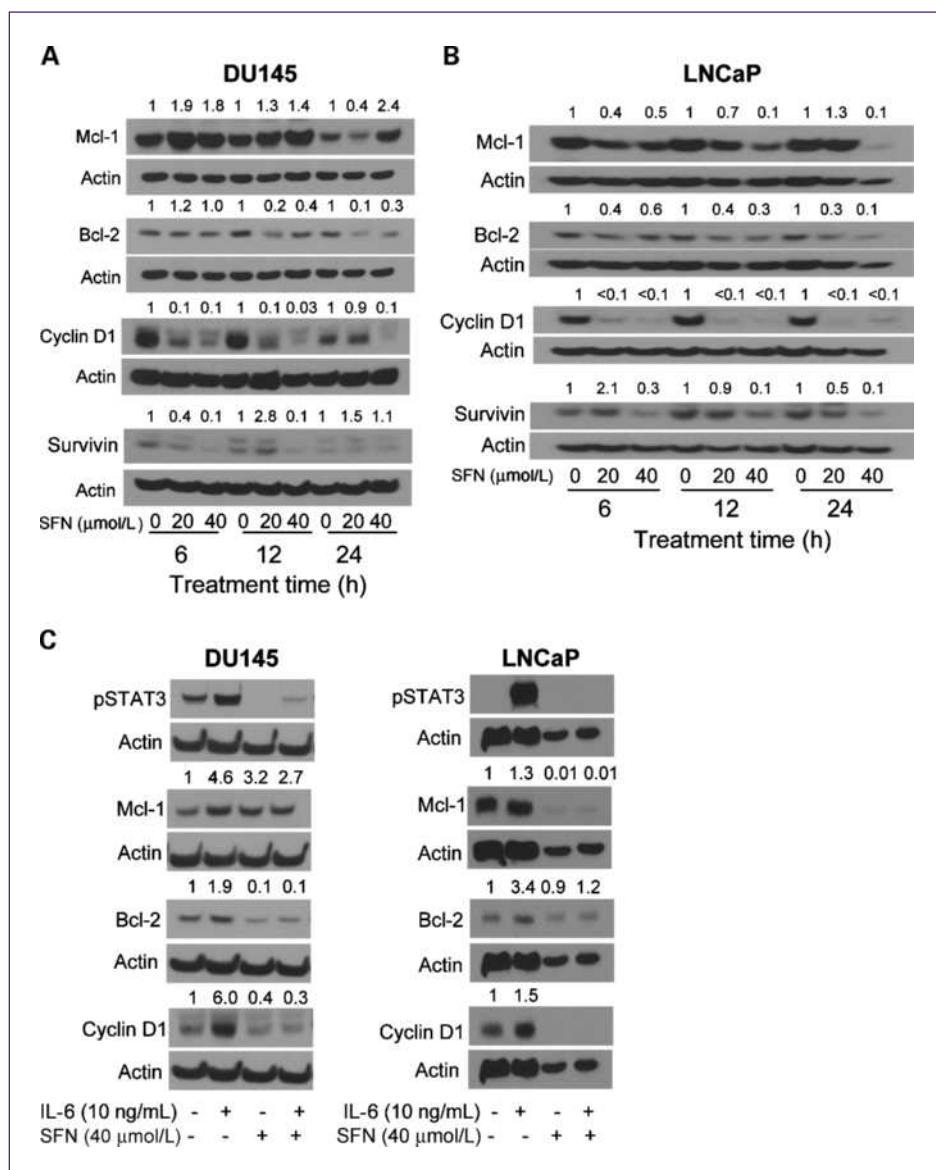 A
DU145
1 1.9 1.8 1 1.3 1.4 1 0.4 2.4
Mcl-1
Actin
1 1.2 1.0 1 0.2 0.4 1 0.1 0.3
Bcl-2
Actin
1 0.1 0.1 1 0.1 0.03 1 0.9 0.1
Cyclin D1
Actin
1 0.4 0.1 1 2.8 0.1 1 1.5 1.1
Survivin
Actin
SFN (μmol/L) 0 20 40 0 20 40 0 20 40
6 12 24
Treatment time (h)
B
LNCaP
1 0.4 0.5 1 0.7 0.1 1 1.3 0.1
Mcl-1
Actin
1 0.4 0.6 1 0.4 0.3 1 0.3 0.1
Bcl-2
Actin
1 <0.1 <0.1 1 <0.1 <0.1 1 <0.1 <0.1
Cyclin D1
Actin
1 2.1 0.3 1 0.9 0.1 1 0.5 0.1
Survivin
Actin
SFN (μmol/L) 0 20 40 0 20 40 0 20 40
6 12 24
Treatment time (h)
C
DU145
pSTAT3
Actin
1 4.6 3.2 2.7
Mcl-1
Actin
1 1.9 0.1 0.1
Bcl-2
Actin
1 6.0 0.4 0.3
Cyclin D1
Actin
IL-6 (10 ng/mL) - + - +
SFN (40 μmol/L) - - + +
LNCaP
pSTAT3
Actin
1 1.3 0.01 0.01
Mcl-1
Actin
1 3.4 0.9 1.2
Bcl-2
Actin
1 1.5
Cyclin D1
Actin
IL-6 (10 ng/mL) - + - +
SFN (40 μmol/L) - - + +